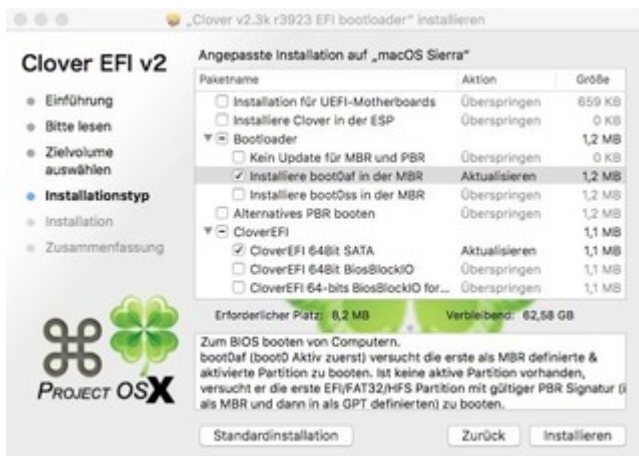 „Clover v2.3k r3923 EFI bootloader“ installieren
Clover EFI v2
Einführung
Bitte lesen
Zielvolume
auswählen
Installationstyp
Installation
Zusammenfassung
PROJECT OSX
Angepasste Installation auf „macOS Sierra“
Paketname Aktion Größe
Installation für UEFI-Motherboards Überspringen 659 KB
Installiere Clover in der ESP Überspringen 0 KB
Bootloader 1,2 MB
Kein Update für MBR und PBR Überspringen 0 KB
Installiere boot0af in der MBR Aktualisieren 1,2 MB
Installiere boot0ss in der MBR Überspringen 1,2 MB
Alternatives PBR booten Überspringen 1,2 MB
CloverEFI 1,1 MB
CloverEFI 64Bit SATA Aktualisieren 1,1 MB
CloverEFI 64Bit BiosBlockIO Überspringen 1,1 MB
CloverEFI 64-bits BiosBlockIO for... Überspringen 1,1 MB
Erforderlicher Platz: 8,2 MB Verbleibend: 62,58 GB
Zum BIOS booten von Computern.
boot0af (boot0 Aktiv zuerst) versucht die erste als MBR definierte &
aktivierte Partition zu booten. Ist keine aktive Partition vorhanden,
versucht er die erste EFI/FAT32/HFS Partition mit gültiger PBR Signatur (i
als MBR und dann in als GPT definierten) zu booten.
Standardinstallation Zurück Installieren